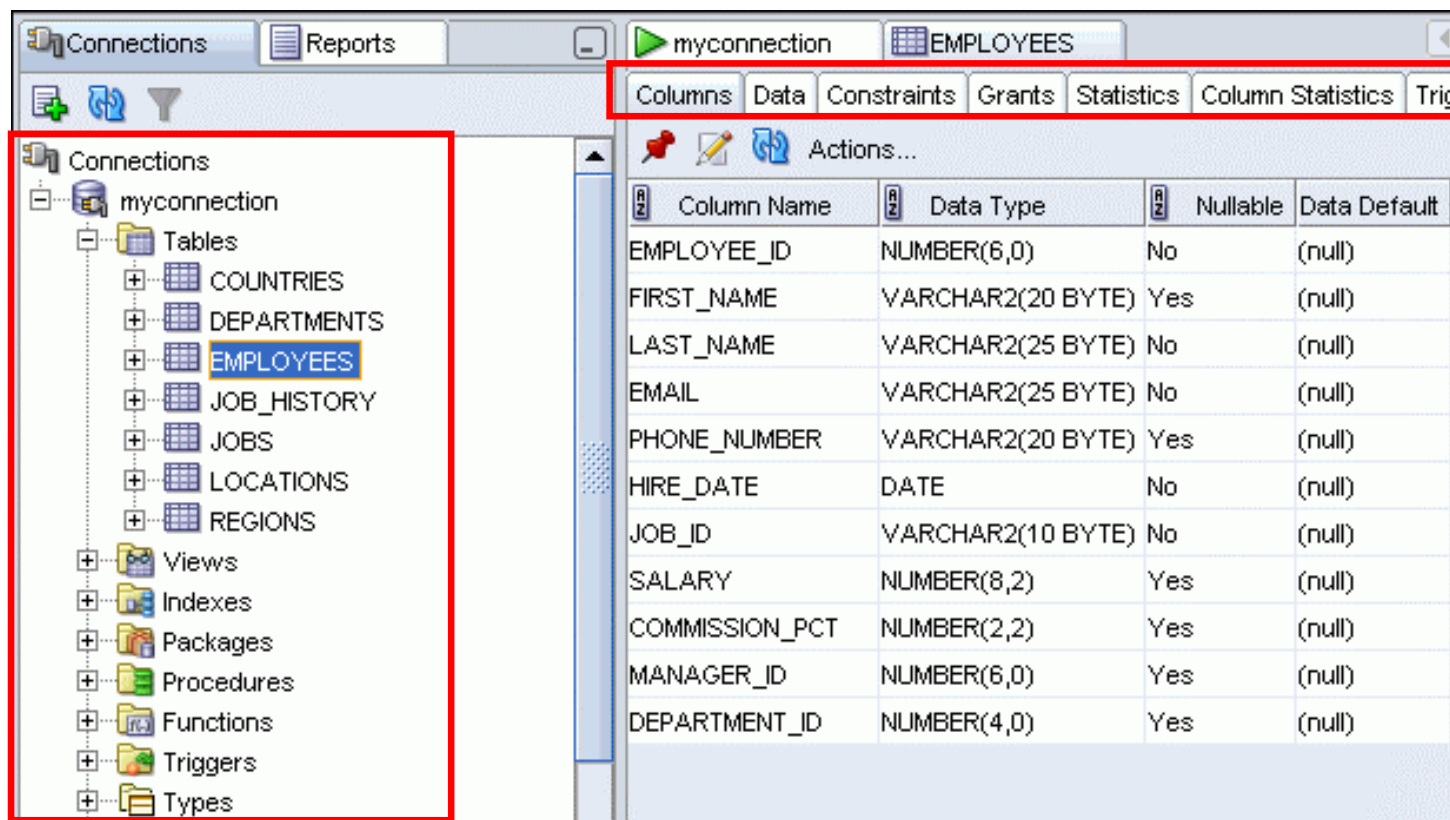 Connections Reports
Connections
myconnection
Tables
COUNTRIES
DEPARTMENTS
EMPLOYEES
JOB_HISTORY
JOBS
LOCATIONS
REGIONS
Views
Indexes
Packages
Procedures
Functions
Triggers
Types
myconnection EMPLOYEES
Columns Data Constraints Grants Statistics Column Statistics
Actions...
Column Name Data Type Nullable Data Default
EMPLOYEE_ID NUMBER(6,0) No (null)
FIRST_NAME VARCHAR2(20 BYTE) Yes (null)
LAST_NAME VARCHAR2(25 BYTE) No (null)
EMAIL VARCHAR2(25 BYTE) No (null)
PHONE_NUMBER VARCHAR2(20 BYTE) Yes (null)
HIRE_DATE DATE No (null)
JOB_ID VARCHAR2(10 BYTE) No (null)
SALARY NUMBER(8,2) Yes (null)
COMMISSION_PCT NUMBER(2,2) Yes (null)
MANAGER_ID NUMBER(6,0) Yes (null)
DEPARTMENT_ID NUMBER(4,0) Yes (null)